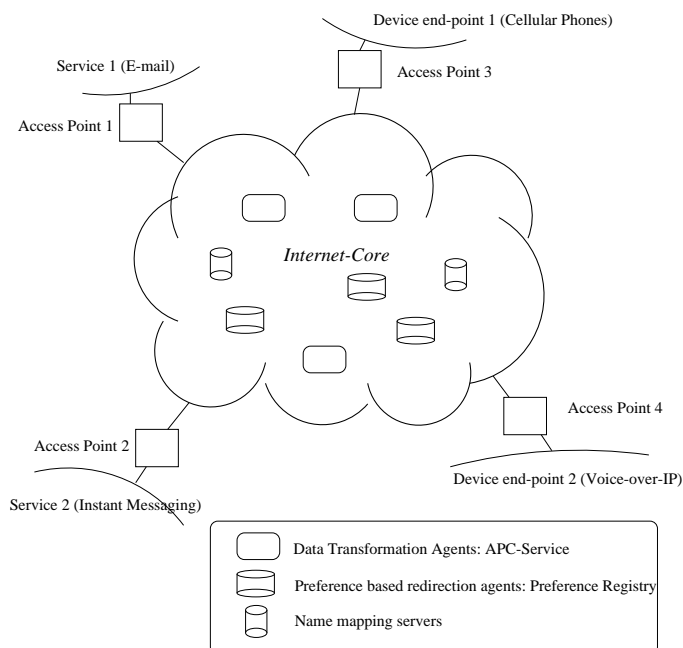 Device end-point 1 (Cellular Phones)
Service 1 (E-mail)
Access Point 3
Access Point 1
Internet-Core
Access Point 4
Access Point 2
Device end-point 2 (Voice-over-IP)
Service 2 (Instant Messaging)
Data Transformation Agents: APC-Service
Preference based redirection agents: Preference Registry
Name mapping servers